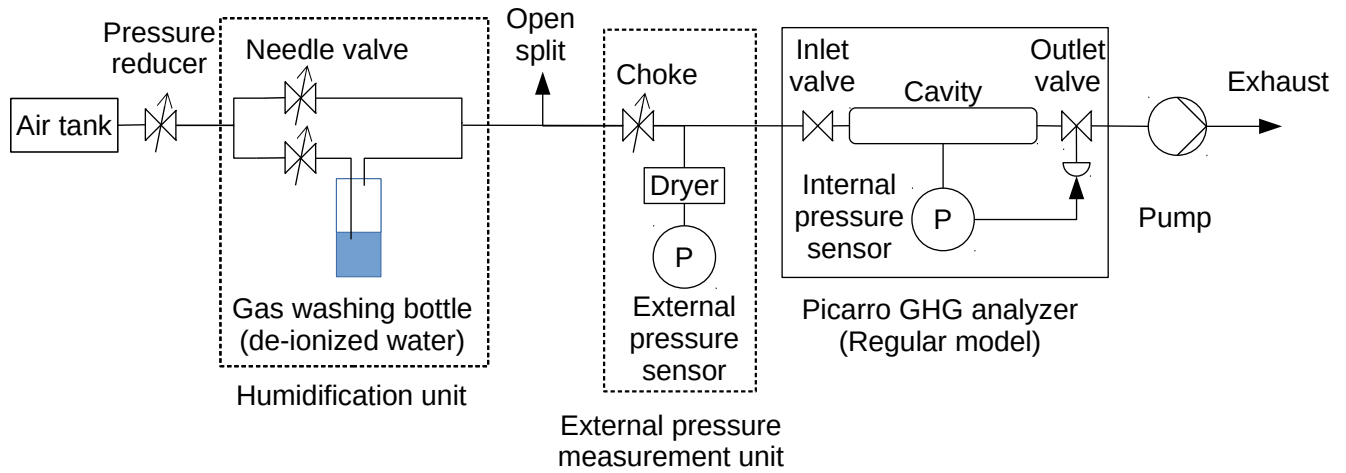 Pressure
reducer
Air tank
Needle valve
Gas washing bottle
(de-ionized water)
Humidification unit
Open
split
Choke
Dryer
P
External
pressure
sensor
External pressure
measurement unit
Inlet
valve
Cavity
Outlet
valve
Internal
pressure
sensor
P
Picarro GHG analyzer
(Regular model)
Pump
Exhaust